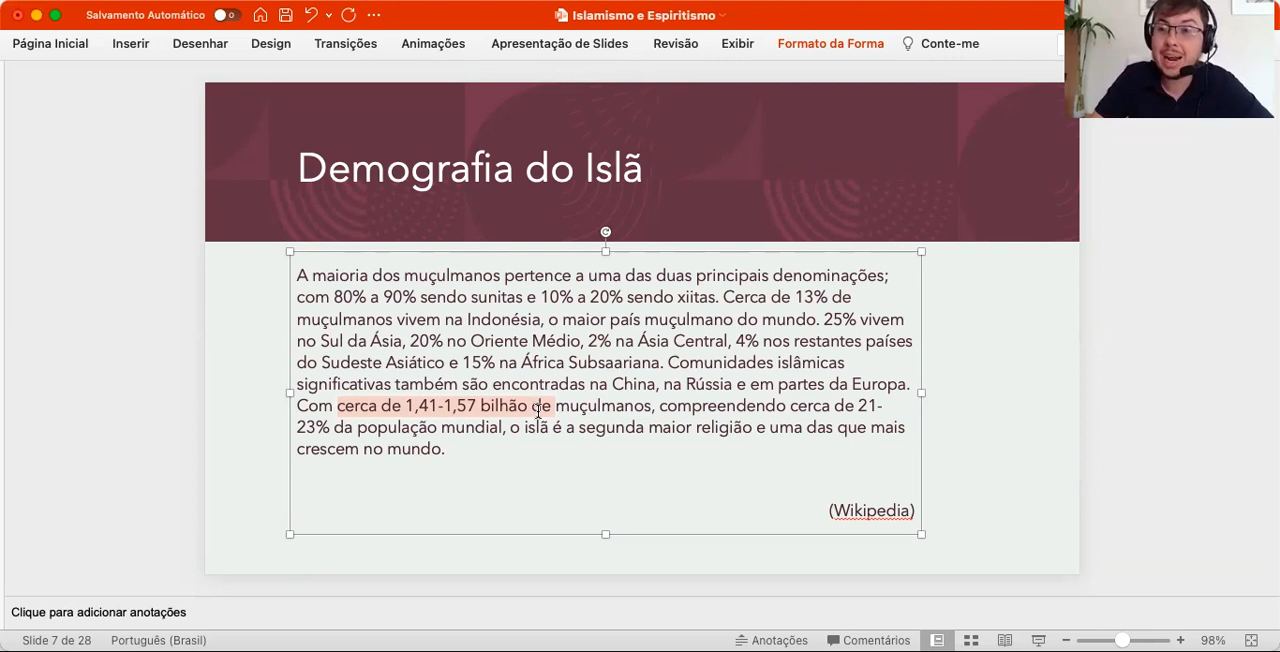 Salvamento Automático 0 Islamismo e Espiritismo
Página Inicial Inserir Desenhar Design Transições Animações Apresentação de Slides Revisão Exibir Formato da Forma Conte-me
Demografia do Islã
A maioria dos muçulmanos pertence a uma das duas principais denominações;
com 80% a 90% sendo sunitas e 10% a 20% sendo xiitas. Cerca de 13% de
muçulmanos vivem na Indonésia, o maior país muçulmano do mundo. 25% vivem
no Sul da Ásia, 20% no Oriente Médio, 2% na Ásia Central, 4% nos restantes países
do Sudeste Asiático e 15% na África Subsaariana. Comunidades islâmicas
significativas também são encontradas na China, na Rússia e em partes da Europa.
Com cerca de 1,41-1,57 bilhão de muçulmanos, compreendendo cerca de 21-
23% da população mundial, o islã é a segunda maior religião e uma das que mais
crescem no mundo.
(Wikipedia)
Clique para adicionar anotações
Slide 7 de 28 Português (Brasil) Anotações Comentários 98%